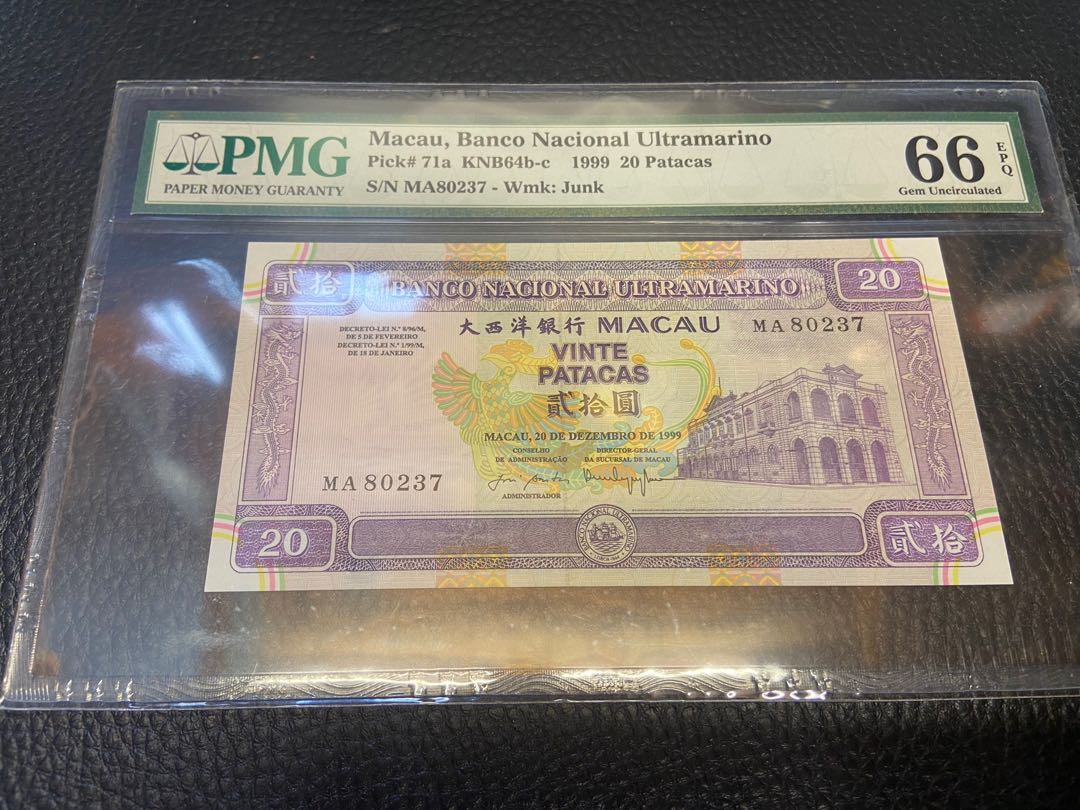 PMG
PAPER MONEY GUARANTY
Macau, Banco Nacional Ultramarino
Pick# 71a KNB64b-c 1999 20 Patacas
S/N MA80237 - Wmk: Junk
66 EPQ
Gem Uncirculated
貳拾
BANCO NACIONAL ULTRAMARINO
20
DECRETO-LEI N.º 8/96/M,
DE 5 DE FEVEREIRO
DECRETO-LEI N.º 1/99/M,
DE 18 DE JANEIRO
大西洋銀行 MACAU
MA 80237
VINTE
PATACAS
貳拾圓
MACAU, 20 DE DEZEMBRO DE 1999
CONSELHO
DE ADMINISTRAÇÃO
DIRECTOR-GERAL
DA SUCURSAL DE MACAU
ADMINISTRADOR
MA 80237
20
BANCO NACIONAL ULTRAMARINO
貳拾